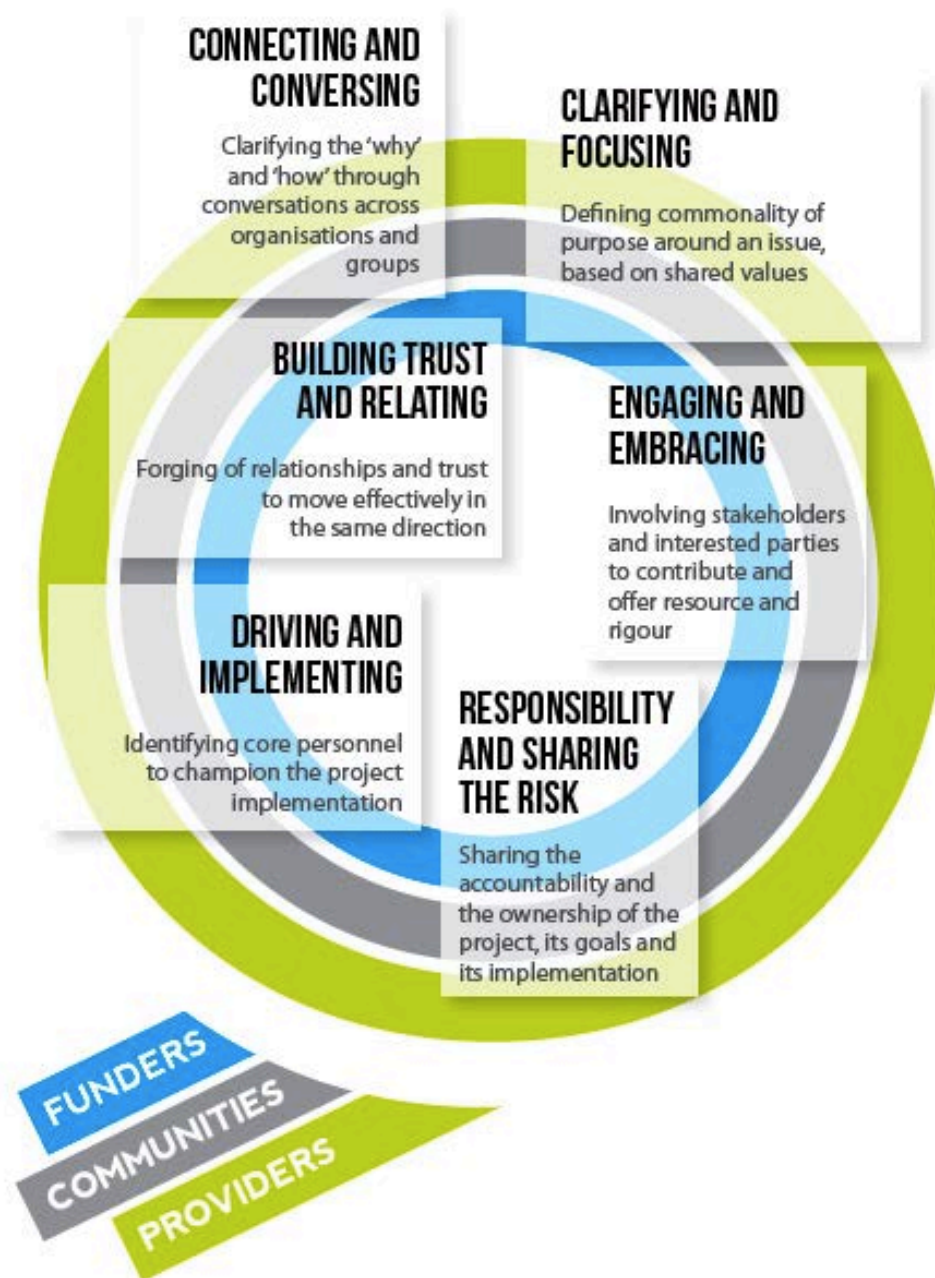 CONNECTING AND
CONVERSING
Clarifying the ‘why’
and ‘how’ through
conversations across
organisations and
groups
CLARIFYING AND
FOCUSING
Defining commonality of
purpose around an issue,
based on shared values
BUILDING TRUST
AND RELATING
Forging of relationships and trust
to move effectively in
the same direction
ENGAGING AND
EMBRACING
Involving stakeholders
and interested parties
to contribute and
offer resource and
rigour
DRIVING AND
IMPLEMENTING
Identifying core personnel
to champion the project
implementation
RESPONSIBILITY
AND SHARING
THE RISK
Sharing the
accountability and
the ownership of the
project, its goals and
its implementation
FUNDERS
COMMUNITIES
PROVIDERS